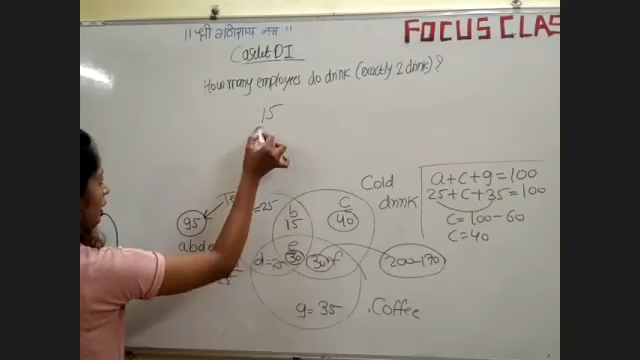 ॥ श्री गणेशाय नमः ॥
FOCUS CLAS
Caselet DI
How many employees do drink (exactly 2 drink)?
15
Cold
drink
a+c+g=100
25+c+35=100
c=100-60
c=40
95
=25
b
15
c
40
abd
e
d=25
30
30
f
200-170
25
g=35
Coffee